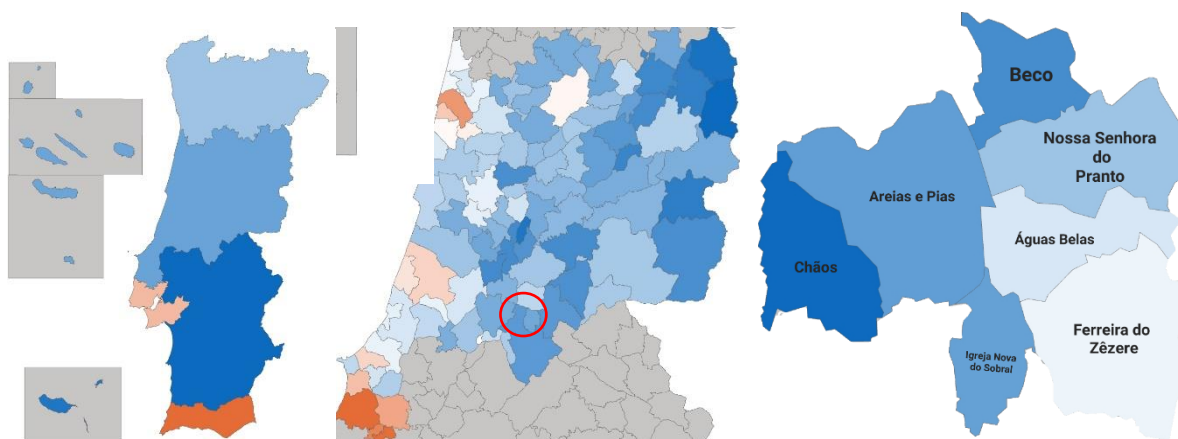 Beco
Nossa Senhora
do
Pranto
Areias e Pias
Águas Belas
Chãos
Ferreira do
Zêzere
Igreja Nova
do Sobral